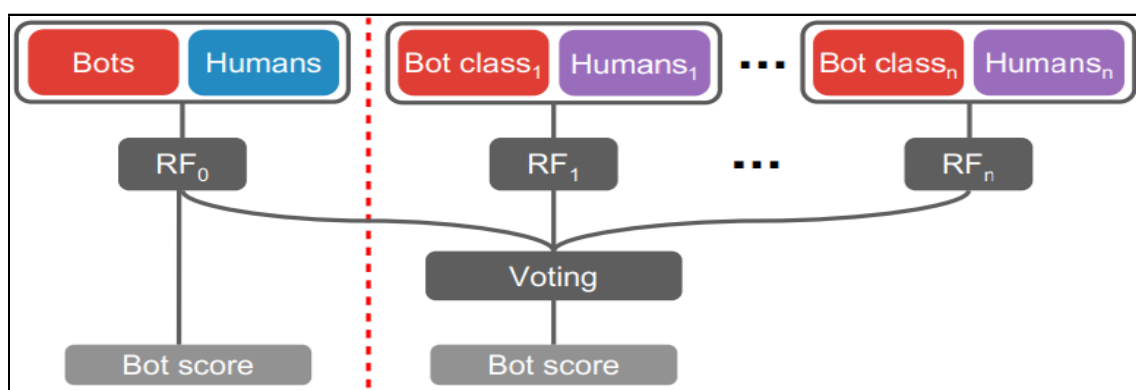 Bots Humans Bot class₁ Humans₁ ... Bot classₙ Humansₙ
RF₀ RF₁ ... RFₙ
Voting
Bot score Bot score